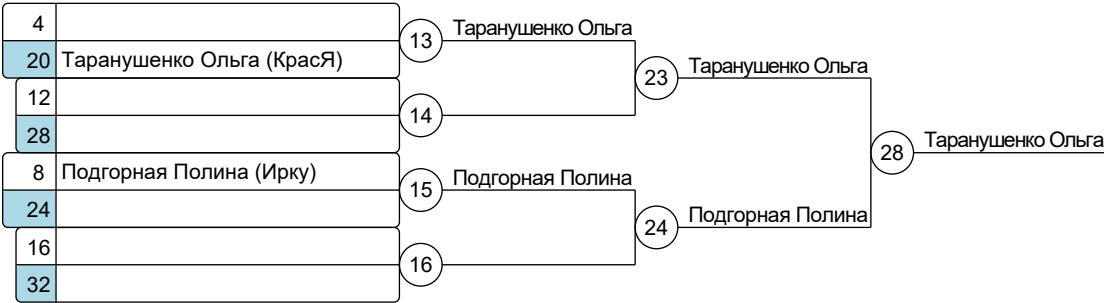 4
13
Таранушенко Ольга
20 Таранушенко Ольга (КрасЯ)
23
Таранушенко Ольга
12
14
28
28
Таранушенко Ольга
8 Подгорная Полина (Ирку)
15
Подгорная Полина
24
24
Подгорная Полина
16
16
32